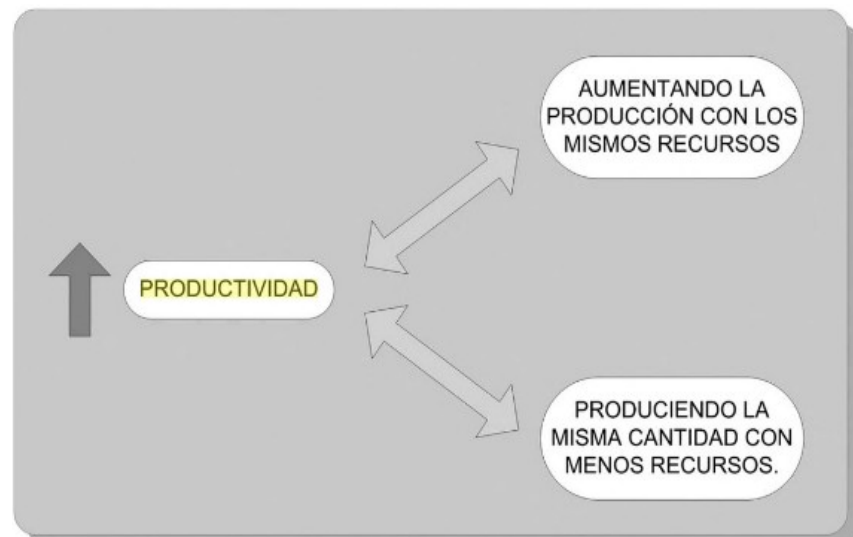 AUMENTANDO LA
PRODUCCIÓN CON LOS
MISMOS RECURSOS
PRODUCTIVIDAD
PRODUCIENDO LA
MISMA CANTIDAD CON
MENOS RECURSOS.